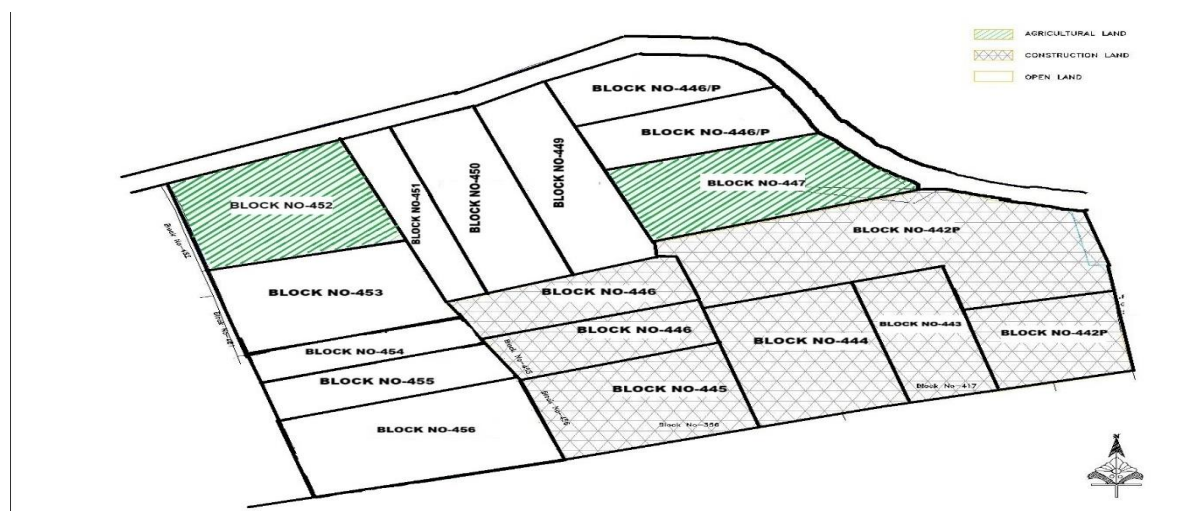 AGRICULTURAL LAND
CONSTRUCTION LAND
OPEN LAND
BLOCK NO-446/P
BLOCK NO-446/P
BLOCK NO-449
BLOCK NO-450
BLOCK NO-451
BLOCK NO-447
BLOCK NO-452
BLOCK NO-442P
BLOCK NO-453
BLOCK NO-446
BLOCK NO-446
BLOCK NO-443
BLOCK NO-442P
BLOCK NO-444
BLOCK NO-454
BLOCK NO-455
BLOCK NO-445
Block No-417
BLOCK NO-456
N